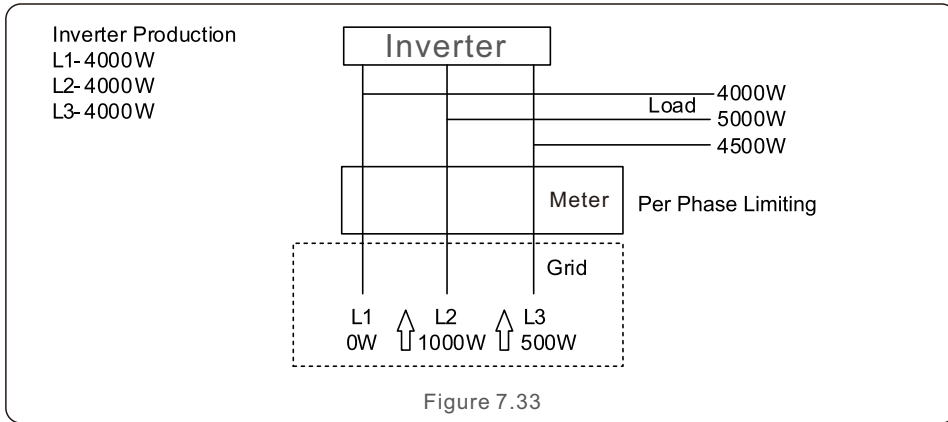 Inverter Production
L1-4000W
L2-4000W
L3-4000W
Inverter
4000W
Load
5000W
4500W
Meter
Per Phase Limiting
Grid
L1 L2 L3
0W 1000W 500W
Figure 7.33